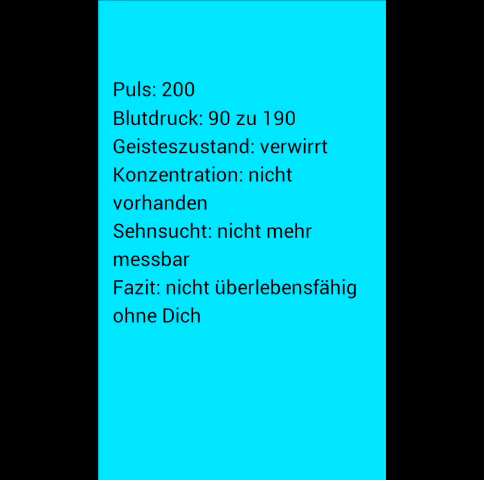 Puls: 200
Blutdruck: 90 zu 190
Geisteszustand: verwirrt
Konzentration: nicht
vorhanden
Sehnsucht: nicht mehr
messbar
Fazit: nicht überlebensfähig
ohne Dich